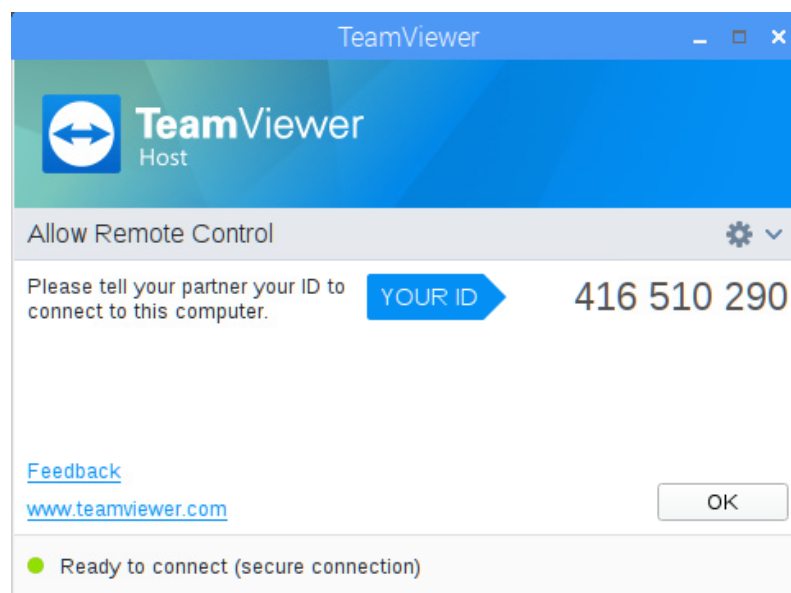 TeamViewer
TeamViewer
Host
Allow Remote Control
Please tell your partner your ID to
connect to this computer.
YOUR ID
416 510 290
Feedback
www.teamviewer.com
OK
Ready to connect (secure connection)